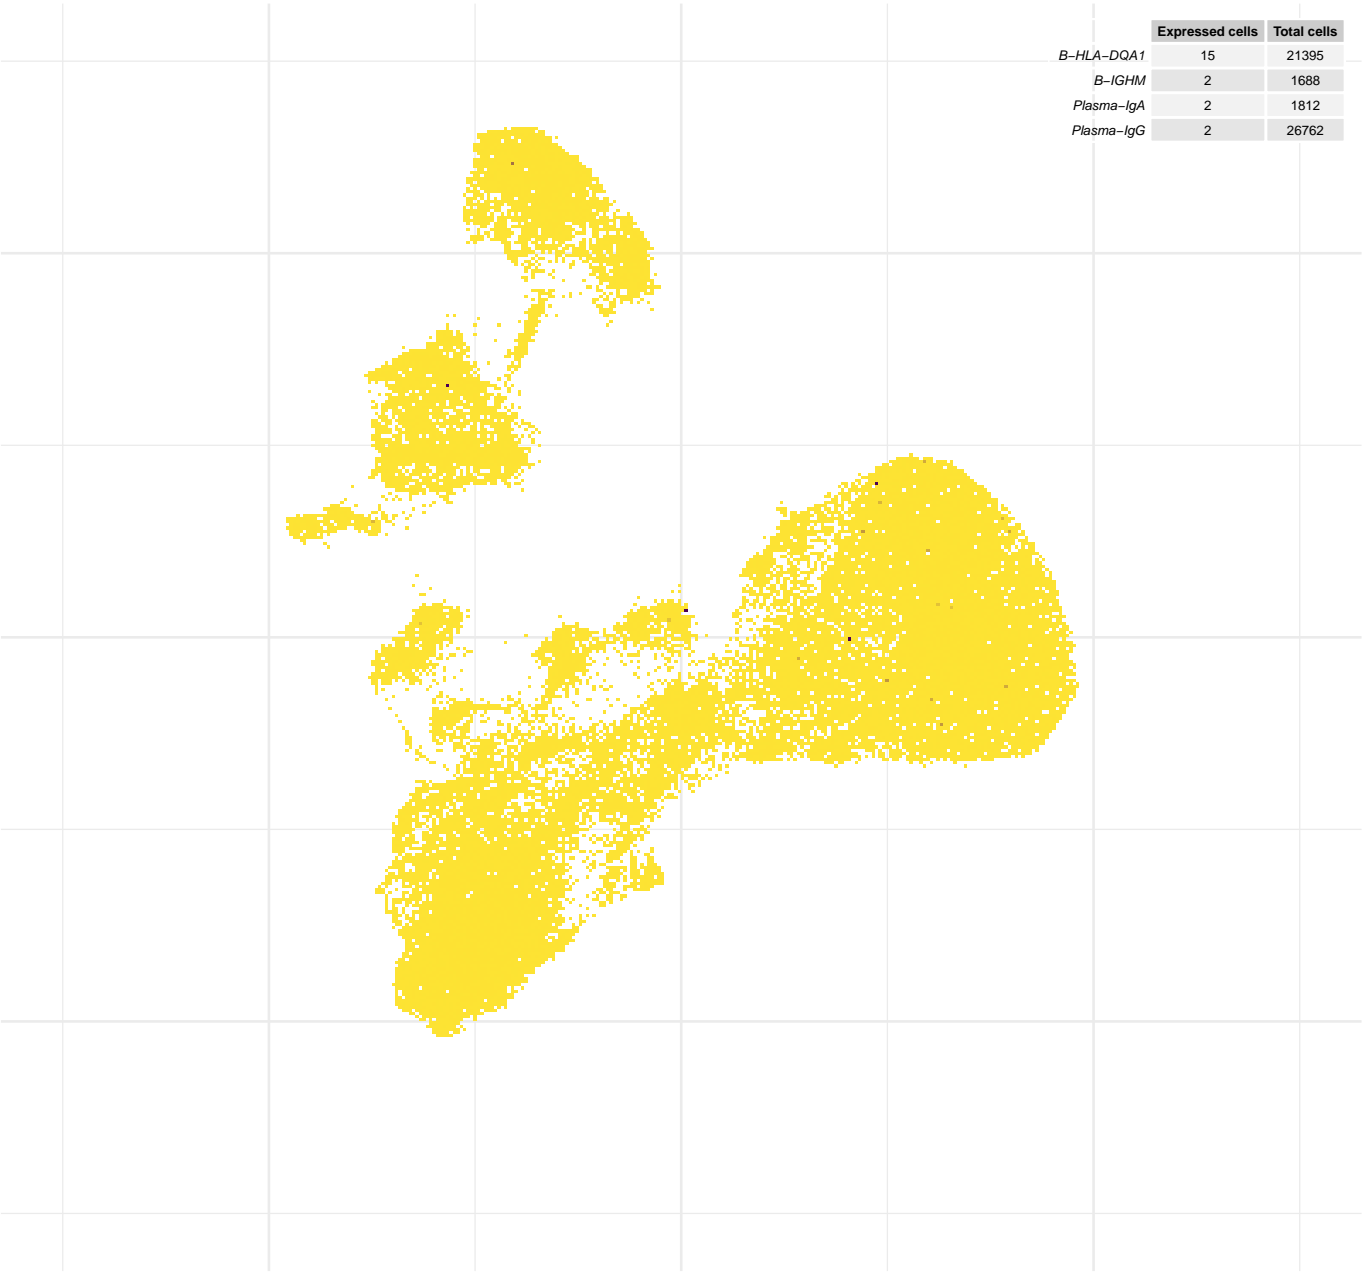 Expressed cells Total cells
B−HLA−DQA1 15 21395
B−IGHM 2 1688
Plasma−IgA 2 1812
Plasma−IgG 2 26762